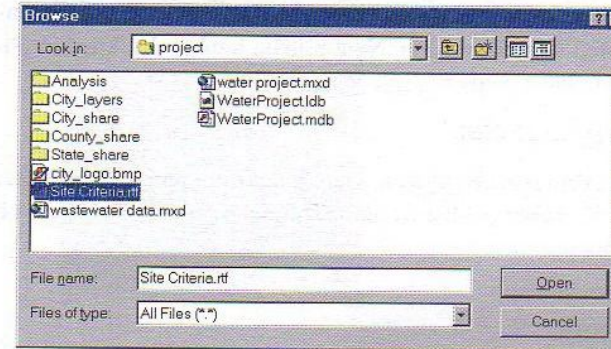 Browse
Look in: project
Analysis
City_layers
City_share
County_share
State_share
city_logo.bmp
Site Criteria.rtf
wastewater data.mxd
water project.mxd
WaterProject.ldb
WaterProject.mdb
File name: Site Criteria.rtf
Open
Files of type: All Files (*.*)
Cancel